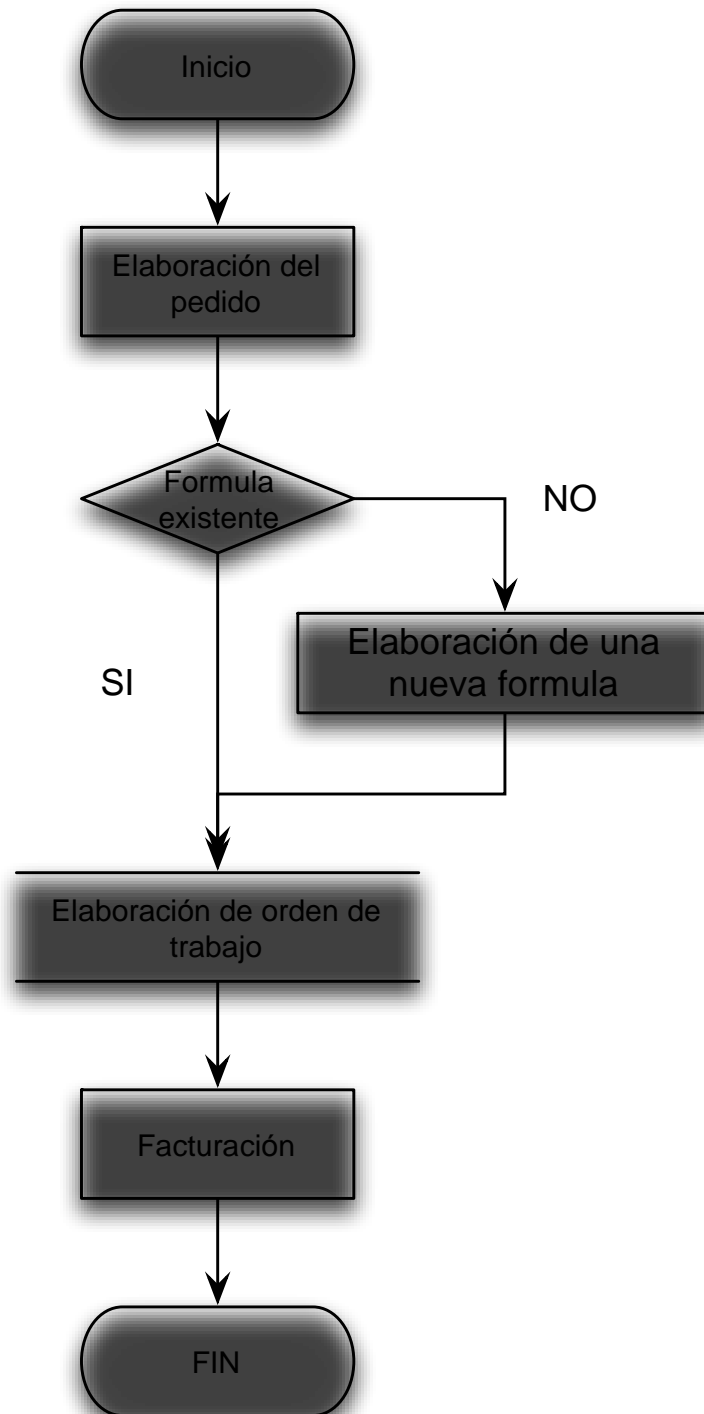 Inicio
Elaboración del
pedido
Formula
existente
NO
Elaboración de una
nueva formula
SI
Elaboración de orden de
trabajo
Facturación
FIN